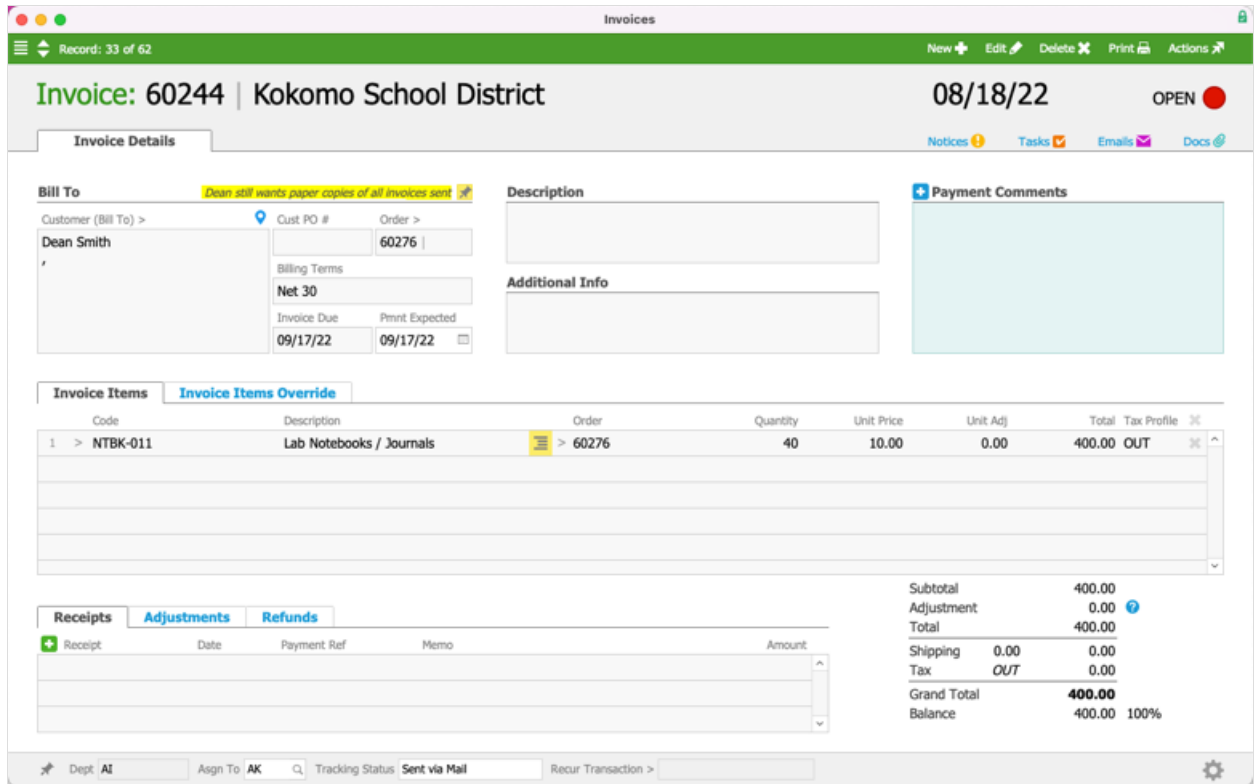 Invoices
Record: 33 of 62 New Edit Delete Print Actions
Invoice: 60244 | Kokomo School District 08/18/22 OPEN
Invoice Details Notices Tasks Emails Docs
Bill To Dean still wants paper copies of all invoices sent Description Payment Comments
Customer (Bill To) > Cust PO # Order >
Dean Smith 60276 |
,
Billing Terms
Net 30 Additional Info
Invoice Due Pmnt Expected
09/17/22 09/17/22
Invoice Items Invoice Items Override
Code Description Order Quantity Unit Price Unit Adj Total Tax Profile
1 > NTBK-011 Lab Notebooks / Journals > 60276 40 10.00 0.00 400.00 OUT
Subtotal 400.00
Adjustment 0.00 ?
Total 400.00
Shipping 0.00 0.00
Tax OUT 0.00
Grand Total 400.00
Balance 400.00 100%
Receipts Adjustments Refunds
Receipt Date Payment Ref Memo Amount
Dept AI Asgn To AK Tracking Status Sent via Mail Recur Transaction >